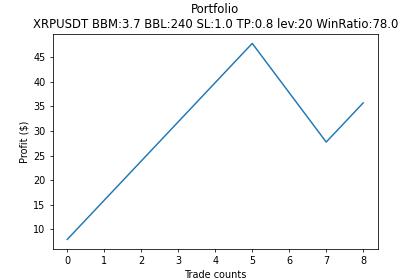 Portfolio
XRPUSDT BBM:3.7 BBL:240 SL:1.0 TP:0.8 lev:20 WinRatio:78.0
45
40
35
30
25
20
15
10
Profit ($)
0 1 2 3 4 5 6 7 8
Trade counts